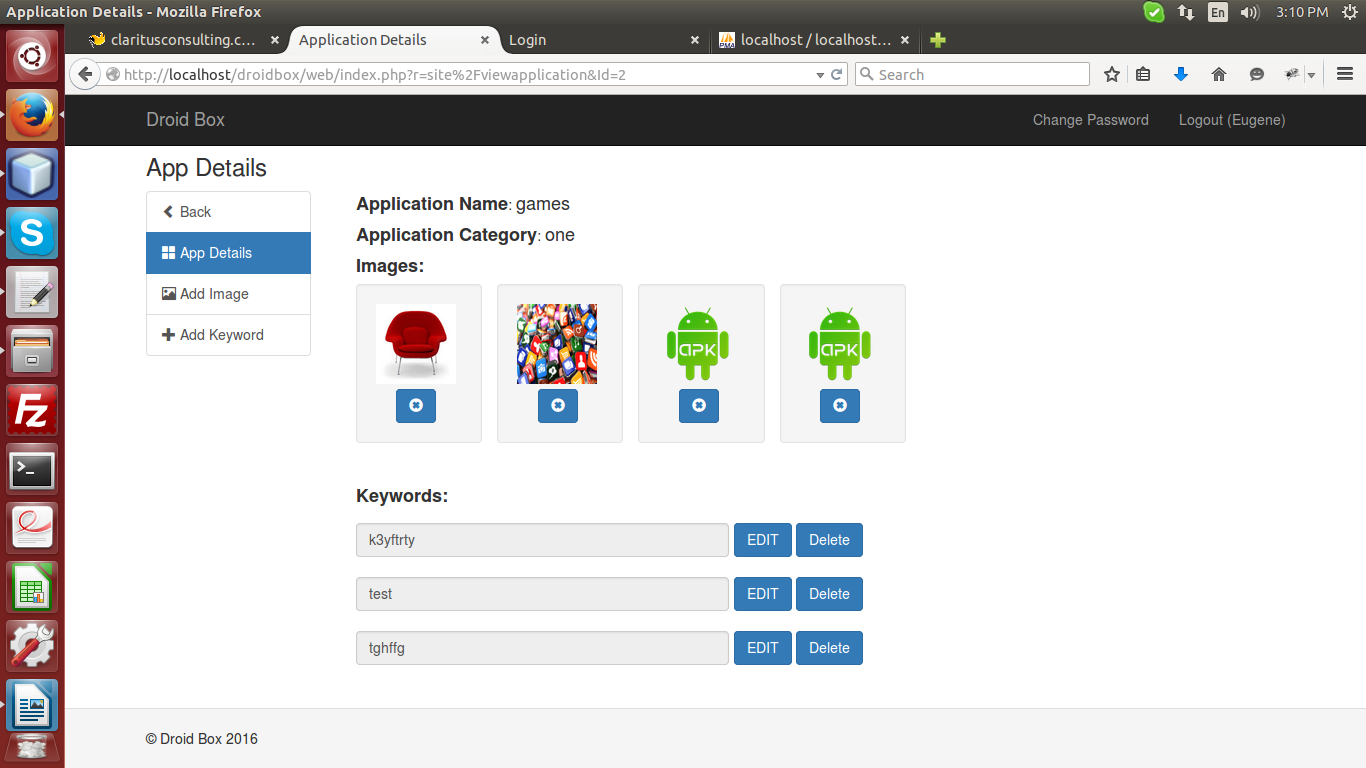 Application Details - Mozilla Firefox
En
3:10 PM
claritusconsulting.c...
Application Details
Login
PMA
localhost / localhost...
http://localhost/droidbox/web/index.php?r=site%2Fviewapplication&Id=2
Search
Droid Box
Change Password
Logout (Eugene)
App Details
Back
App Details
Add Image
Add Keyword
Application Name: games
Application Category: one
Images:
apk
apk
Keywords:
k3yftrty
EDIT
Delete
test
EDIT
Delete
tghffg
EDIT
Delete
© Droid Box 2016
S
Fz
>_